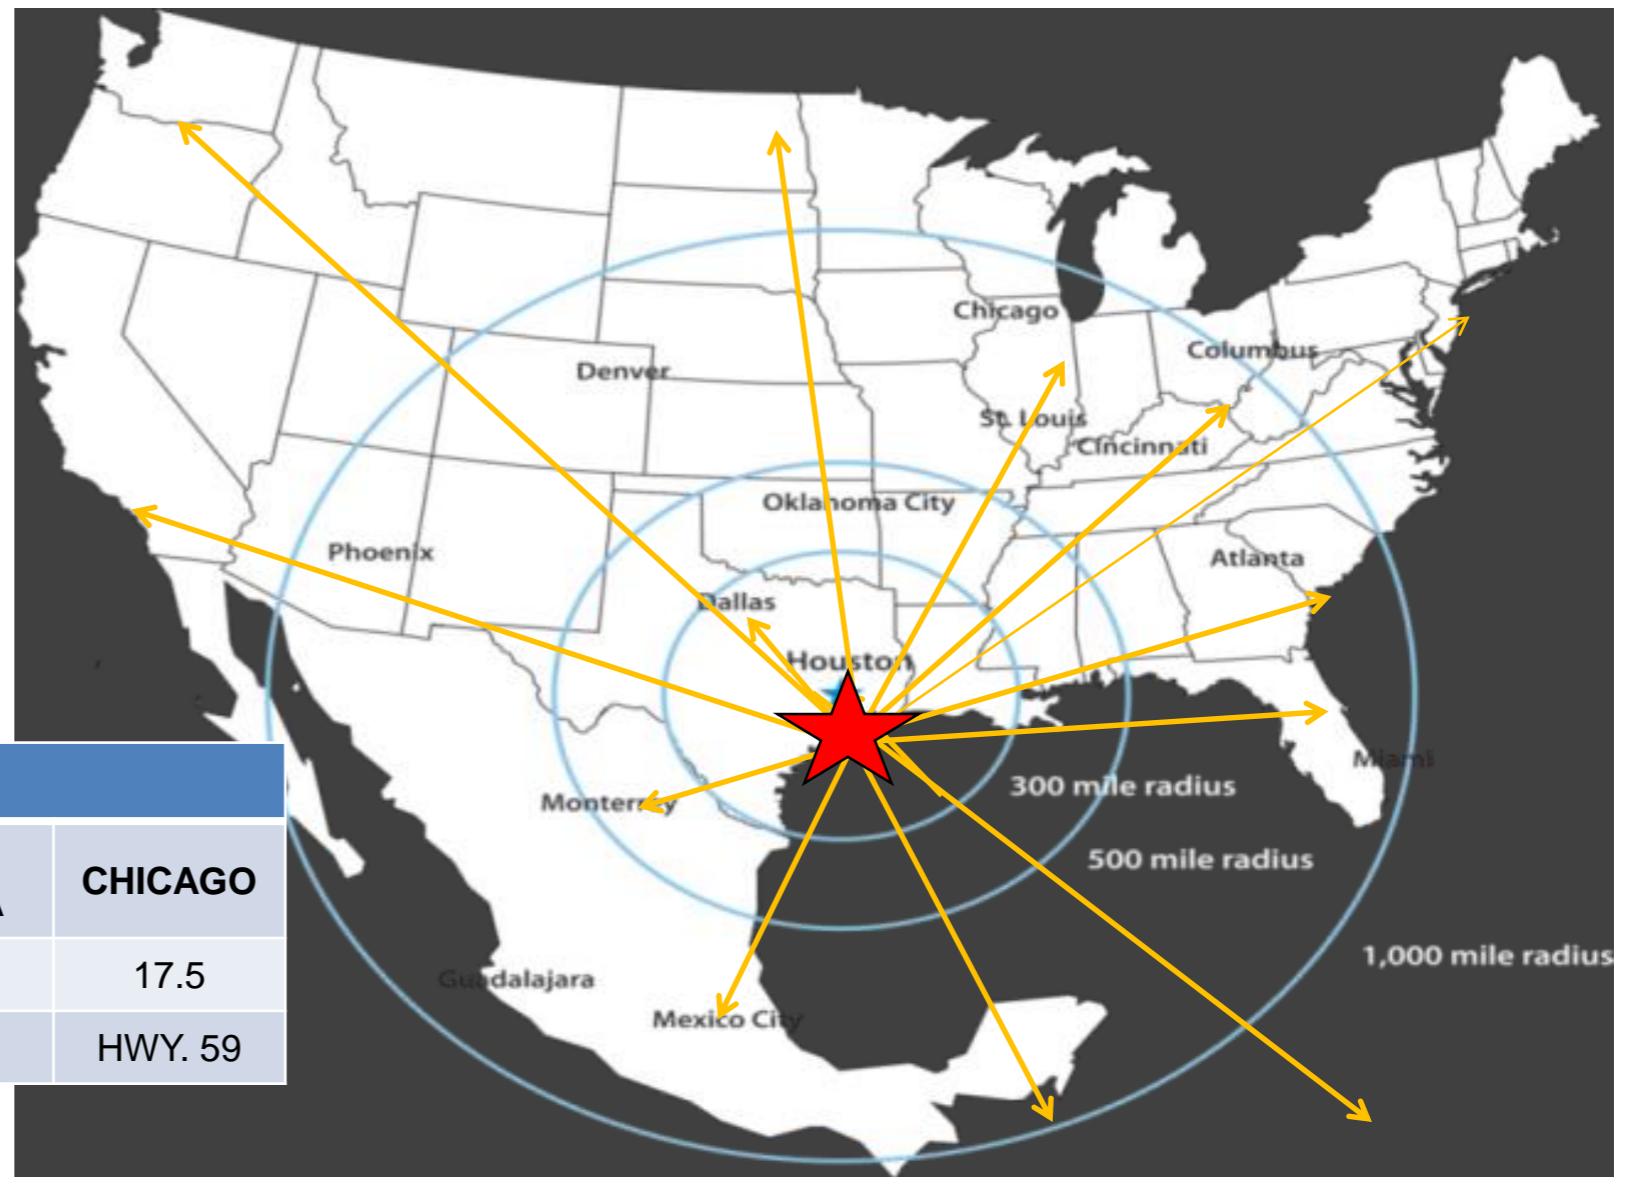 Chicago
Columbus
Denver
St. Louis
Cincinnati
Oklahoma City
Phoenix
Atlanta
Dallas
Houston
Miami
300 mile radius
Monterrey
500 mile radius
A CHICAGO
1,000 mile radius
17.5
Guadalajara
Mexico City
HWY. 59